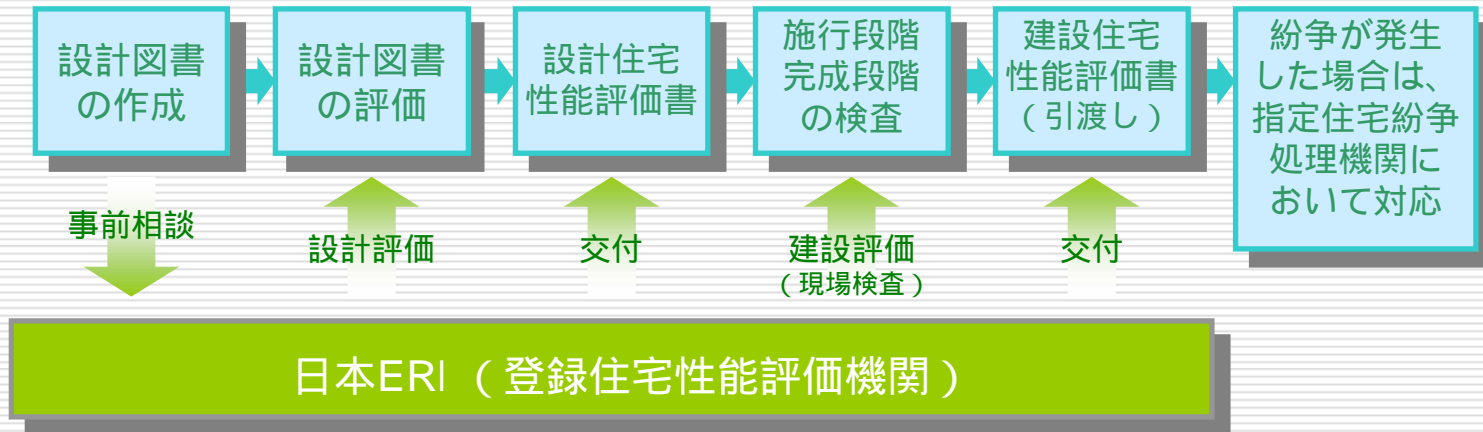 設計図書
の作成
設計図書
の評価
設計住宅
性能評価書
施行段階
完成段階
の検査
建設住宅
性能評価書
（引渡し）
紛争が発生
した場合は、
指定住宅紛争
処理機関に
おいて対応
事前相談
設計評価
交付
建設評価
（現場検査）
交付
日本ERI（登録住宅性能評価機関）